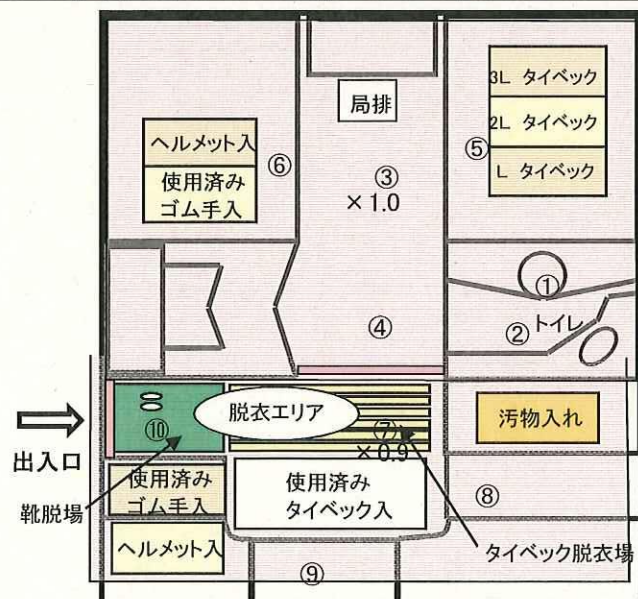 局排
3L タイベック
2L タイベック
L タイベック
⑤
ヘルメット入
使用済み
ゴム手入
⑥
③
×1.0
①
②
トイレ
④
脱衣エリア
⑩
⑦
×0.9
汚物入れ
出入口
靴脱場
使用済み
ゴム手入
使用済み
タイベック入
⑧
ヘルメット入
タイベック脱衣場
⑨